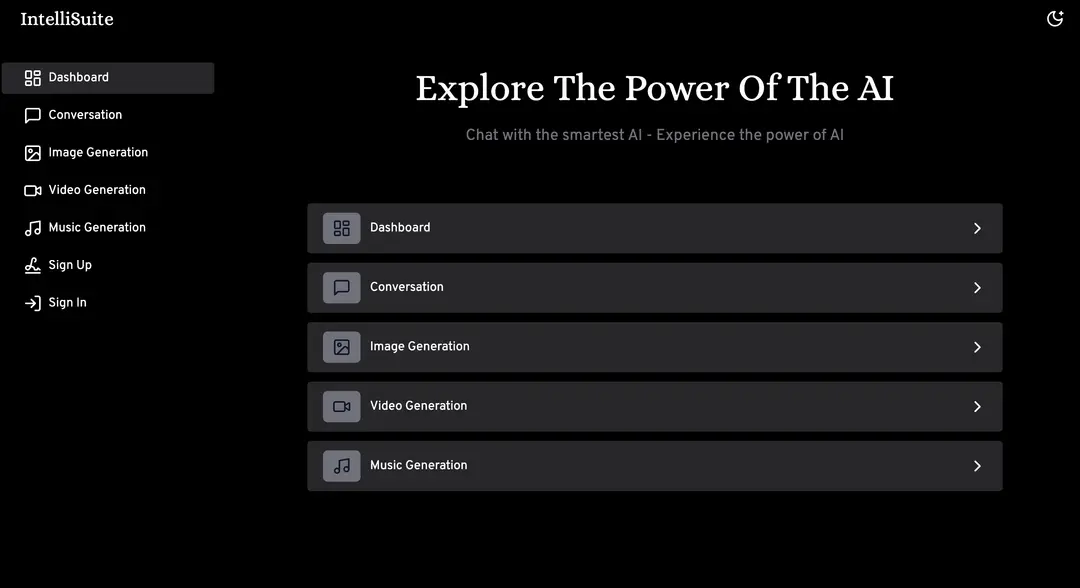 IntelliSuite
Dashboard
Conversation
Image Generation
Video Generation
Music Generation
Sign Up
Sign In
Explore The Power Of The AI
Chat with the smartest AI - Experience the power of AI
Dashboard
Conversation
Image Generation
Video Generation
Music Generation